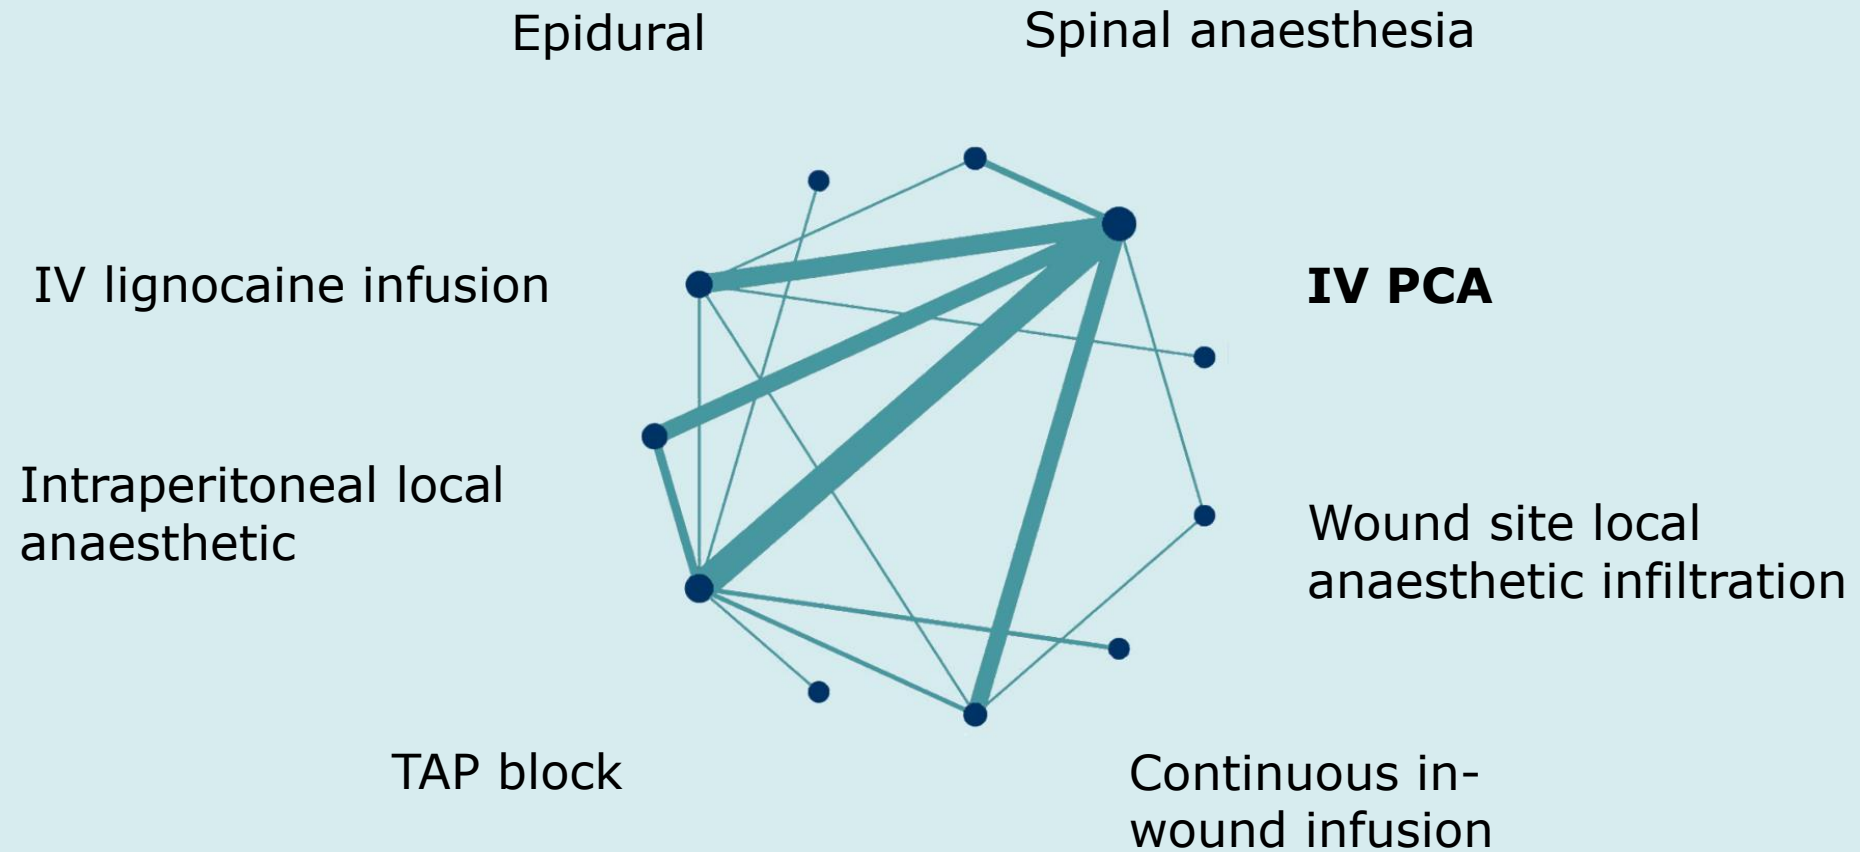 Epidural
Spinal anaesthesia
IV lignocaine infusion
IV PCA
Intraperitoneal local
anaesthetic
Wound site local
anaesthetic infiltration
TAP block
Continuous in-
wound infusion